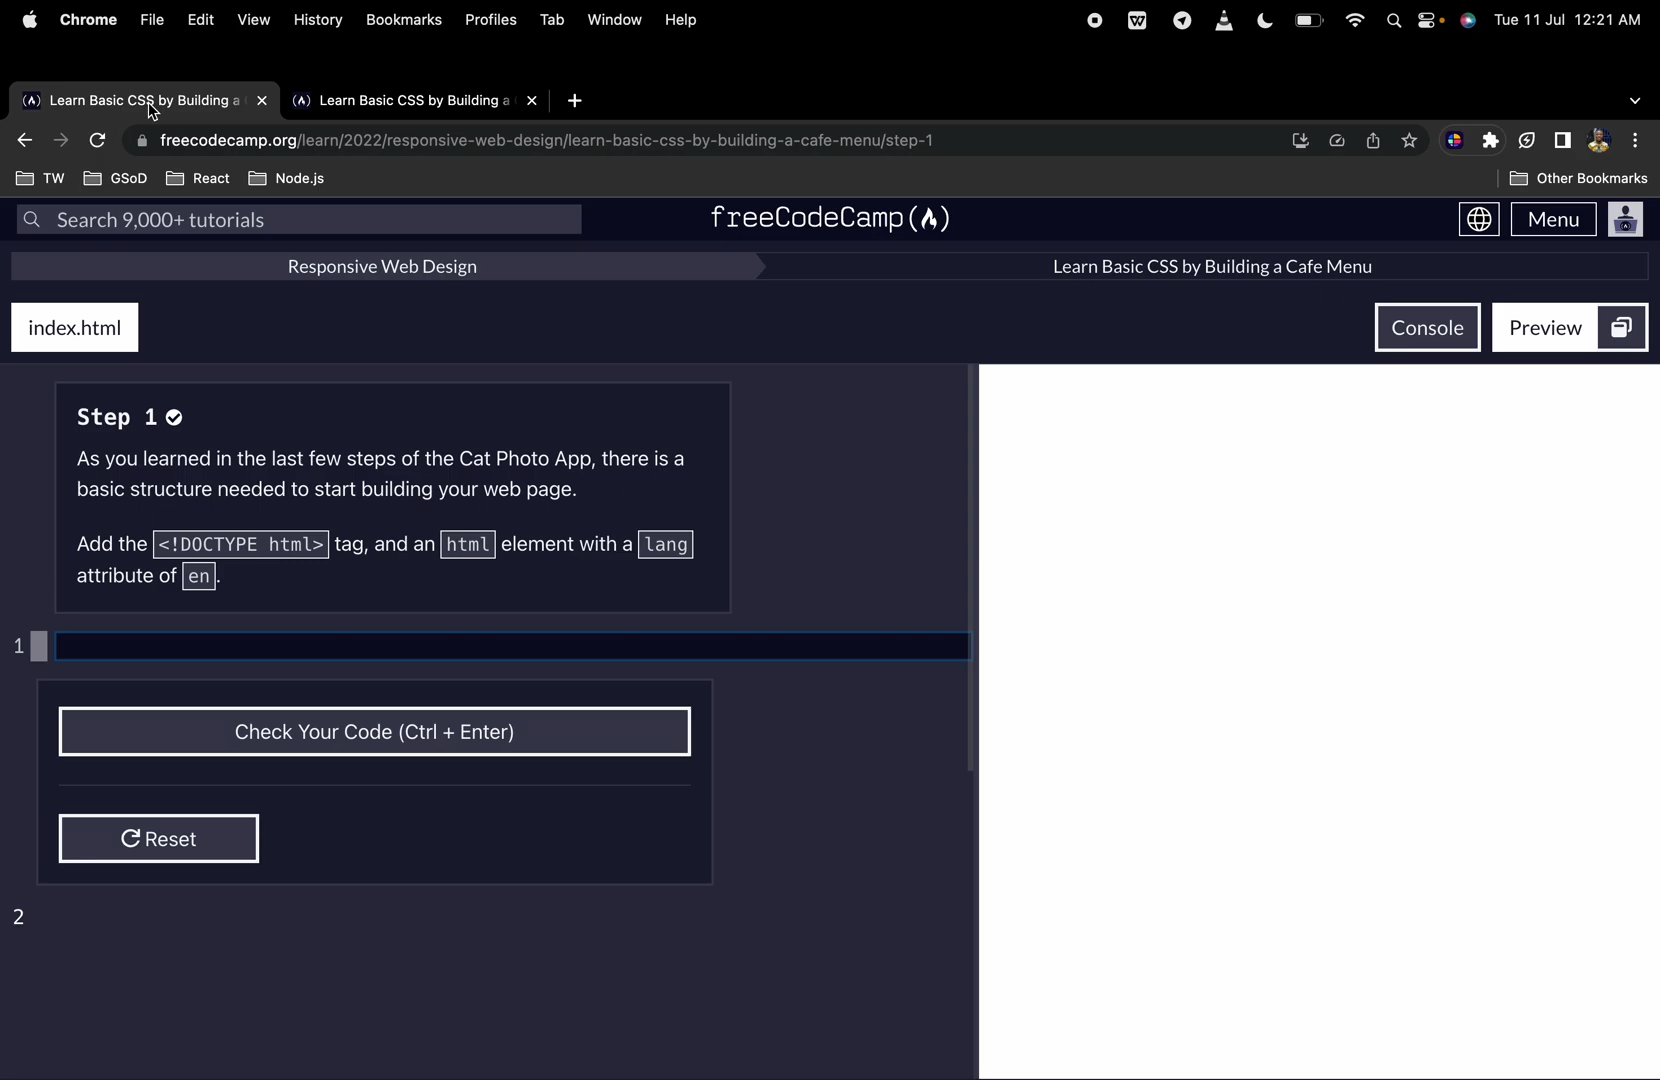 Chrome File Edit View History Bookmarks Profiles Tab Window Help Tue 11 Jul 12:21 AM
Learn Basic CSS by Building a Learn Basic CSS by Building a
freecodecamp.org/learn/2022/responsive-web-design/learn-basic-css-by-building-a-cafe-menu/step-1
TW GSoD React Node.js Other Bookmarks
Search 9,000+ tutorials freeCodeCamp Menu
Responsive Web Design Learn Basic CSS by Building a Cafe Menu
index.html Console Preview
Step 1
As you learned in the last few steps of the Cat Photo App, there is a
basic structure needed to start building your web page.
Add the <!DOCTYPE html> tag, and an html element with a lang
attribute of en.
1
Check Your Code (Ctrl + Enter)
Reset
2